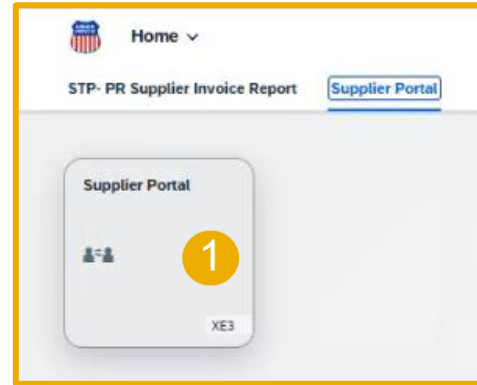 Home
STP- PR Supplier Invoice Report Supplier Portal
Supplier Portal
1
XE3